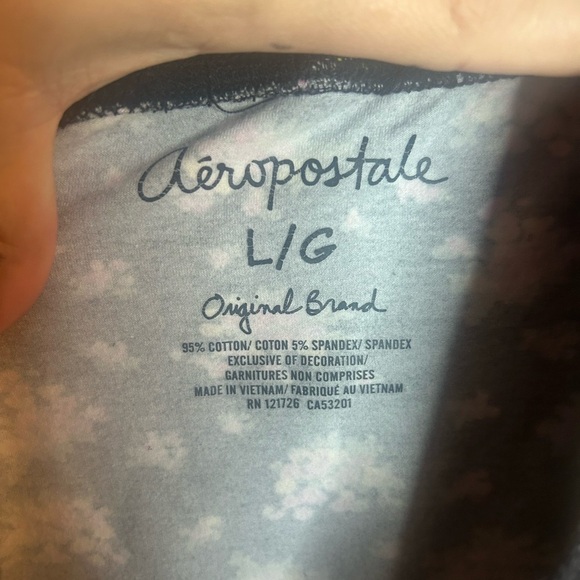 Aéropostale
L/G
Original Brand
95% COTTON/ COTON 5% SPANDEX/ SPANDEX
EXCLUSIVE OF DECORATION/
GARNITURES NON COMPRISES
MADE IN VIETNAM/ FABRIQUÉ AU VIETNAM
RN 121726 CA53201